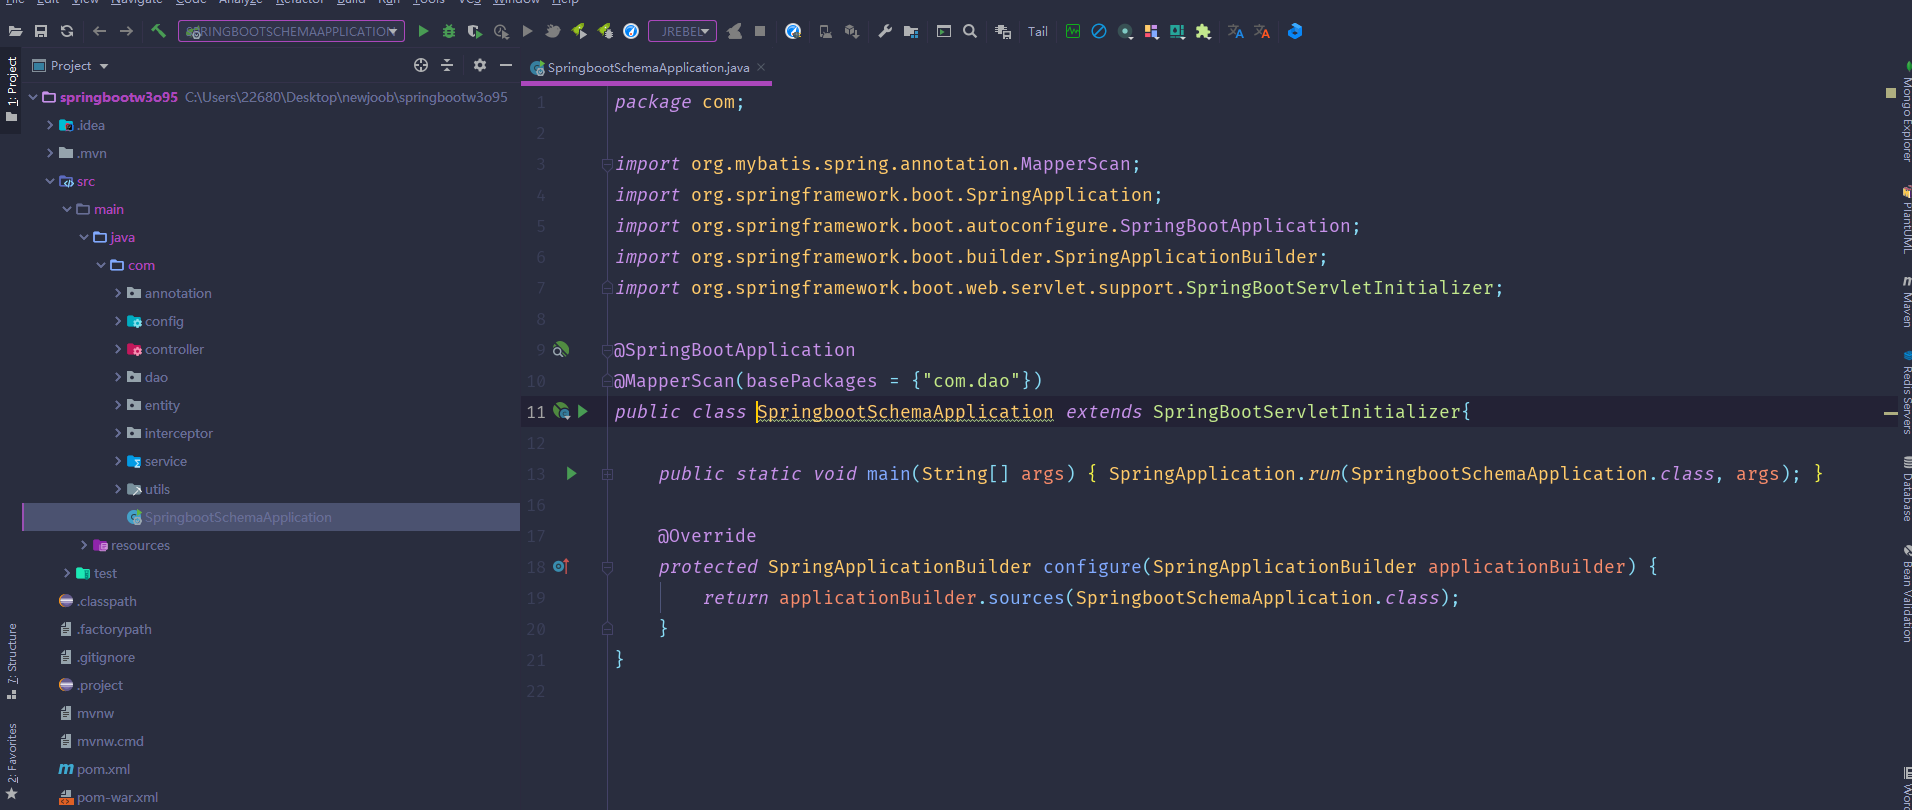 File Edit View Navigate Code Analyze Refactor Build Run Tools VCS Window Help
SPRINGBOOTSCHEMAAPPLICATION JREBEL Tail
Project
SpringbootSchemaApplication.java
1: Project
springbootw3o95 C:\Users\22680\Desktop\newjoob\springbootw3o95
.idea
.mvn
src
main
java
com
annotation
config
controller
dao
entity
interceptor
service
utils
SpringbootSchemaApplication
resources
test
.classpath
.factorypath
.gitignore
.project
mvnw
mvnw.cmd
pom.xml
pom-war.xml
7: Structure
2: Favorites
1 package com;
2
3 import org.mybatis.spring.annotation.MapperScan;
4 import org.springframework.boot.SpringApplication;
5 import org.springframework.boot.autoconfigure.SpringBootApplication;
6 import org.springframework.boot.builder.SpringApplicationBuilder;
7 import org.springframework.boot.web.servlet.support.SpringBootServletInitializer;
8
9 @SpringBootApplication
10 @MapperScan(basePackages = {"com.dao"})
11 public class SpringbootSchemaApplication extends SpringBootServletInitializer{
12
13 public static void main(String[] args) { SpringApplication.run(SpringbootSchemaApplication.class, args); }
16
17 @Override
18 protected SpringApplicationBuilder configure(SpringApplicationBuilder applicationBuilder) {
19 return applicationBuilder.sources(SpringbootSchemaApplication.class);
20 }
21 }
22
Mongo Explorer
PlantUML
Maven
Redis Servers
Database
Bean Validation